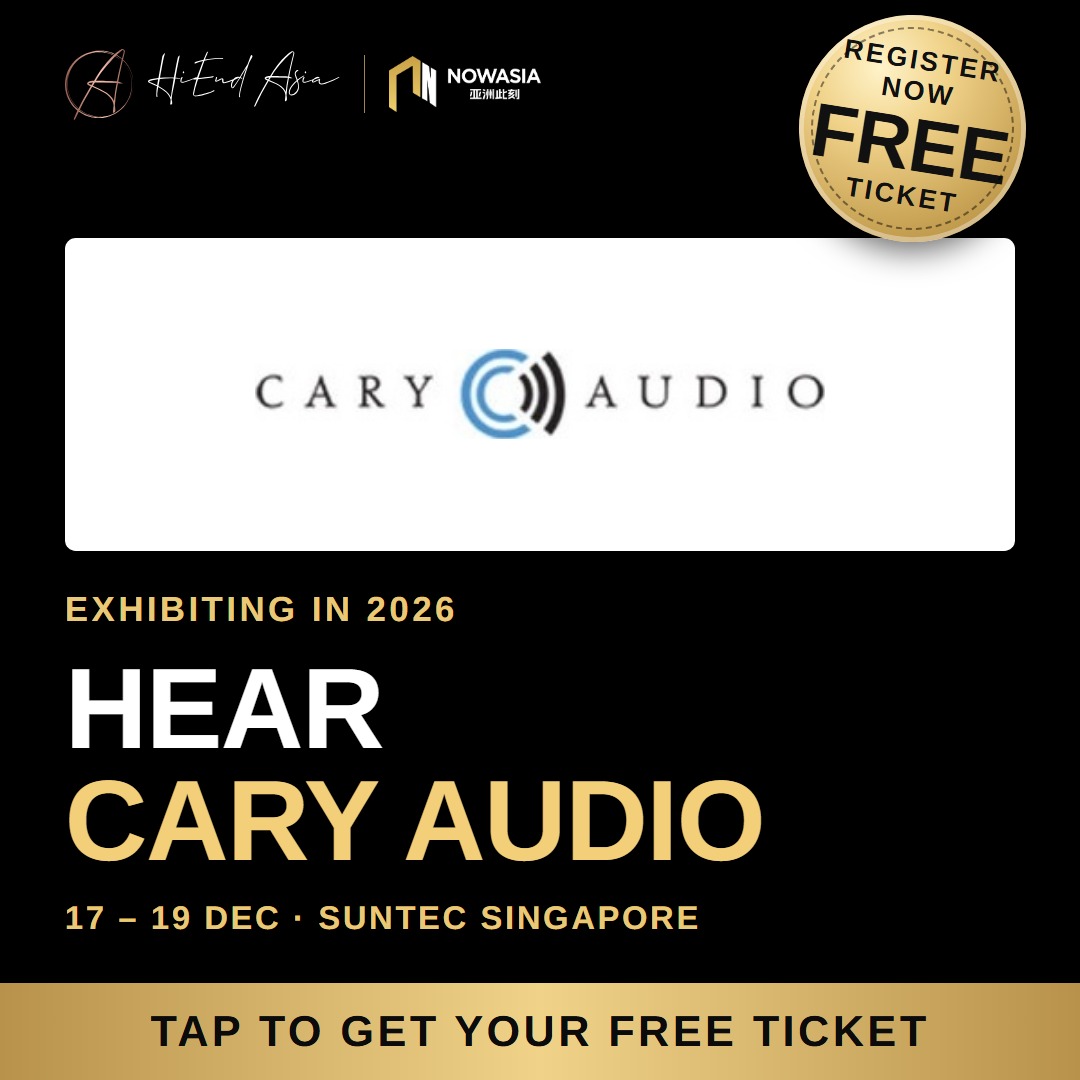 HiEnd Asia
NOWASIA
亚洲此刻
REGISTER
NOW
FREE
TICKET
CARY AUDIO
EXHIBITING IN 2026
HEAR
CARY AUDIO
17 – 19 DEC · SUNTEC SINGAPORE
TAP TO GET YOUR FREE TICKET